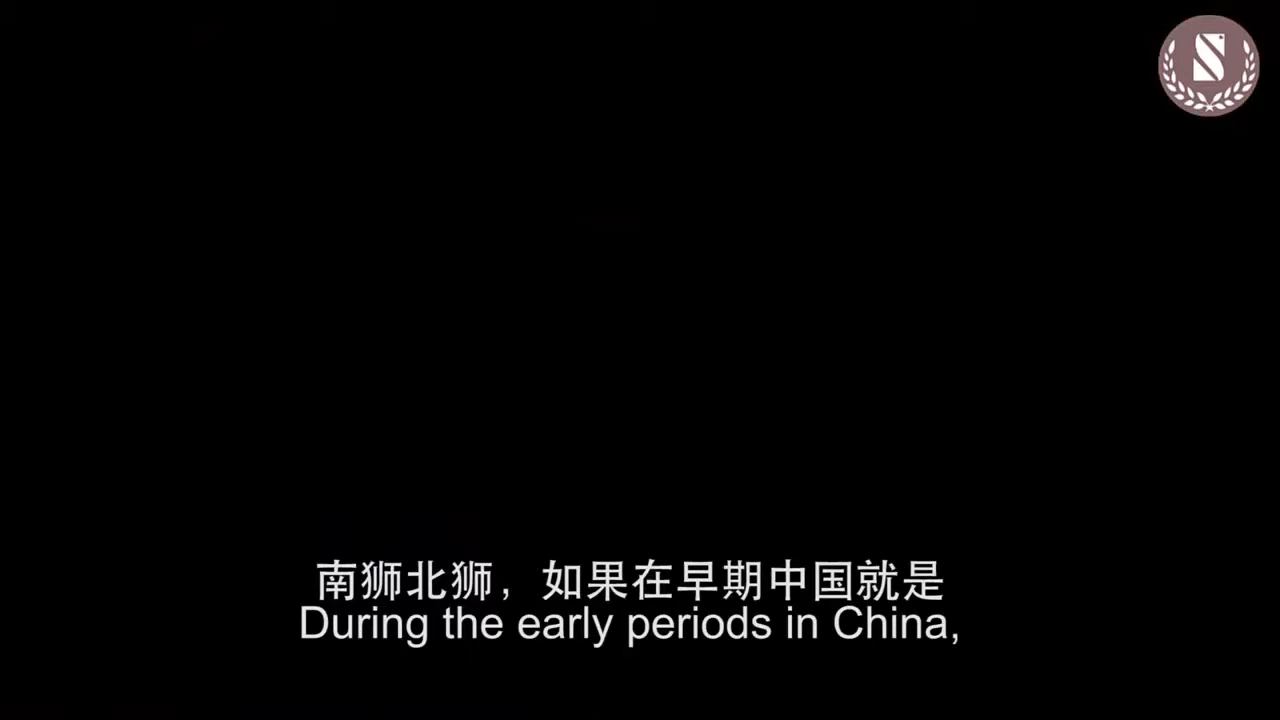 南狮北狮，如果在早期中国就是
During the early periods in China,